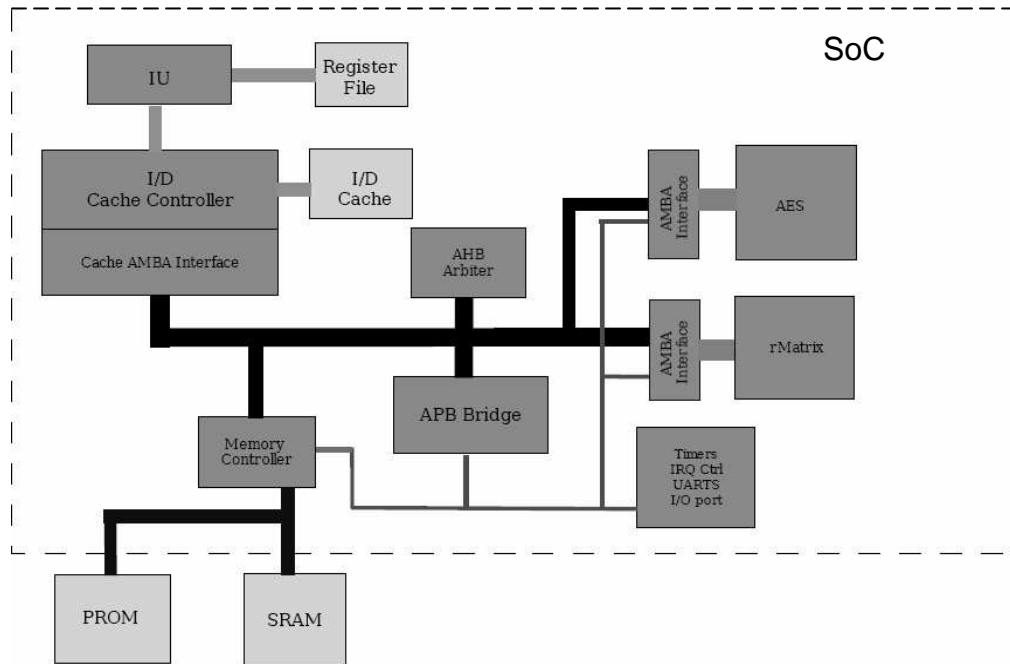 SoC
IU
Register
File
I/D
Cache Controller
I/D
Cache
Cache AMBA Interface
AHB
Arbiter
AMBA
Interface
AES
AMBA
Interface
rMatrix
APB Bridge
Memory
Controller
Timers
IRQ Ctrl
UARTS
I/O port
PROM
SRAM